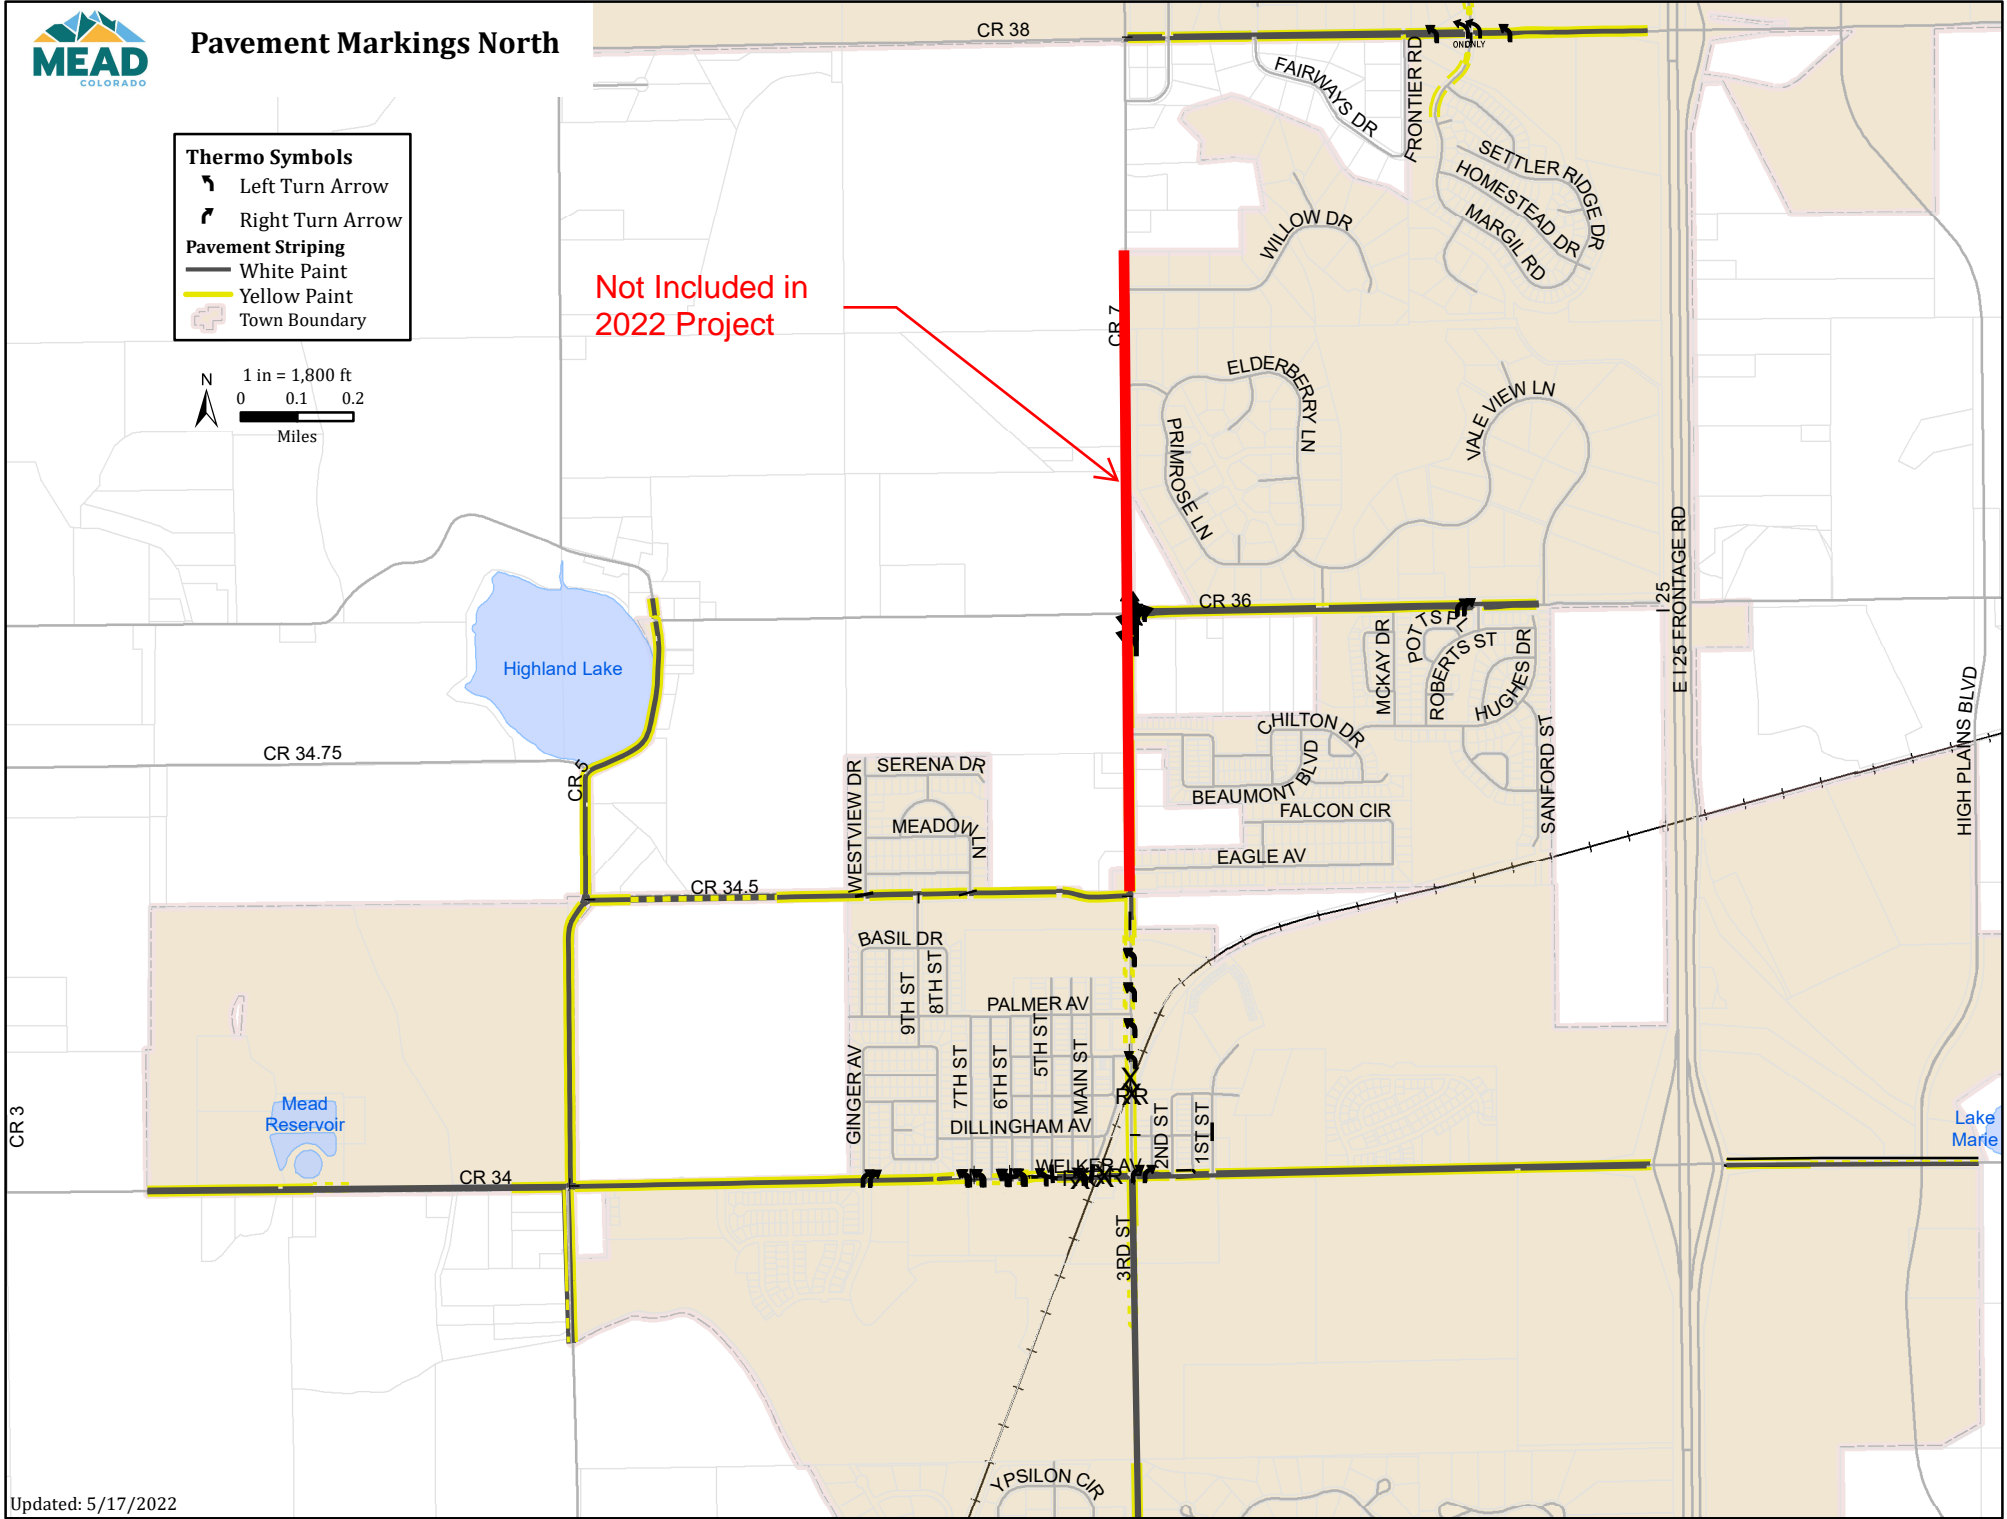 MEAD
COLORADO
Pavement Markings North
Thermo Symbols
Left Turn Arrow
Right Turn Arrow
Pavement Striping
White Paint
Yellow Paint
Town Boundary
N
1 in = 1,800 ft
0 0.1 0.2
Miles
Not Included in
2022 Project
CR 38
FAIRWAYS DR
FRONTIER RD
SETTLER RIDGE DR
HOMESTEAD DR
MARGIL RD
WILLOW DR
CR 7
ELDERBERRY LN
PRIMROSE LN
VALE VIEW LN
I 25
E I 25 FRONTAGE RD
CR 36
MCKAY DR
POTTS PL
ROBERTS ST
HUGHES DR
SANFORD ST
CHILTON DR
BEAUMONT BLVD
FALCON CIR
EAGLE AV
HIGH PLAINS BLVD
Highland Lake
CR 34.75
CR 5
WESTVIEW DR
SERENA DR
MEADOW LN
CR 34.5
BASIL DR
9TH ST
8TH ST
PALMER AV
GINGER AV
7TH ST
6TH ST
5TH ST
MAIN ST
DILLINGHAM AV
2ND ST
1ST ST
WELKER AV
3RD ST
CR 3
Mead
Reservoir
CR 34
Lake
Marie
YPSILON CIR
Updated: 5/17/2022